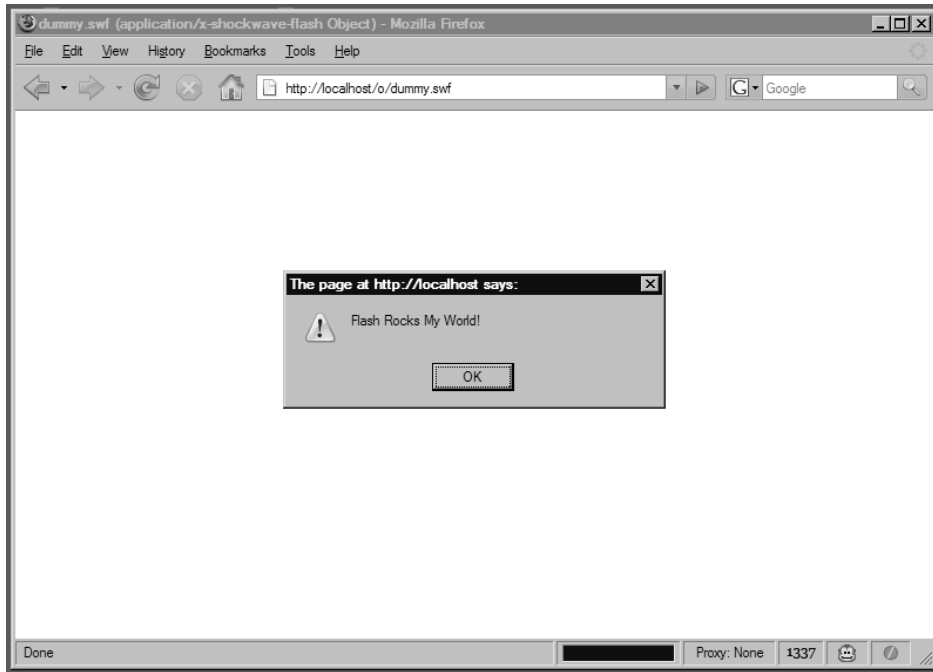 dummy.swf (application/x-shockwave-flash Object) - Mozilla Firefox
File Edit View History Bookmarks Tools Help
http://localhost/o/dummy.swf G Google
The page at http://localhost says:
Flash Rocks My World!
OK
Done Proxy: None 1337